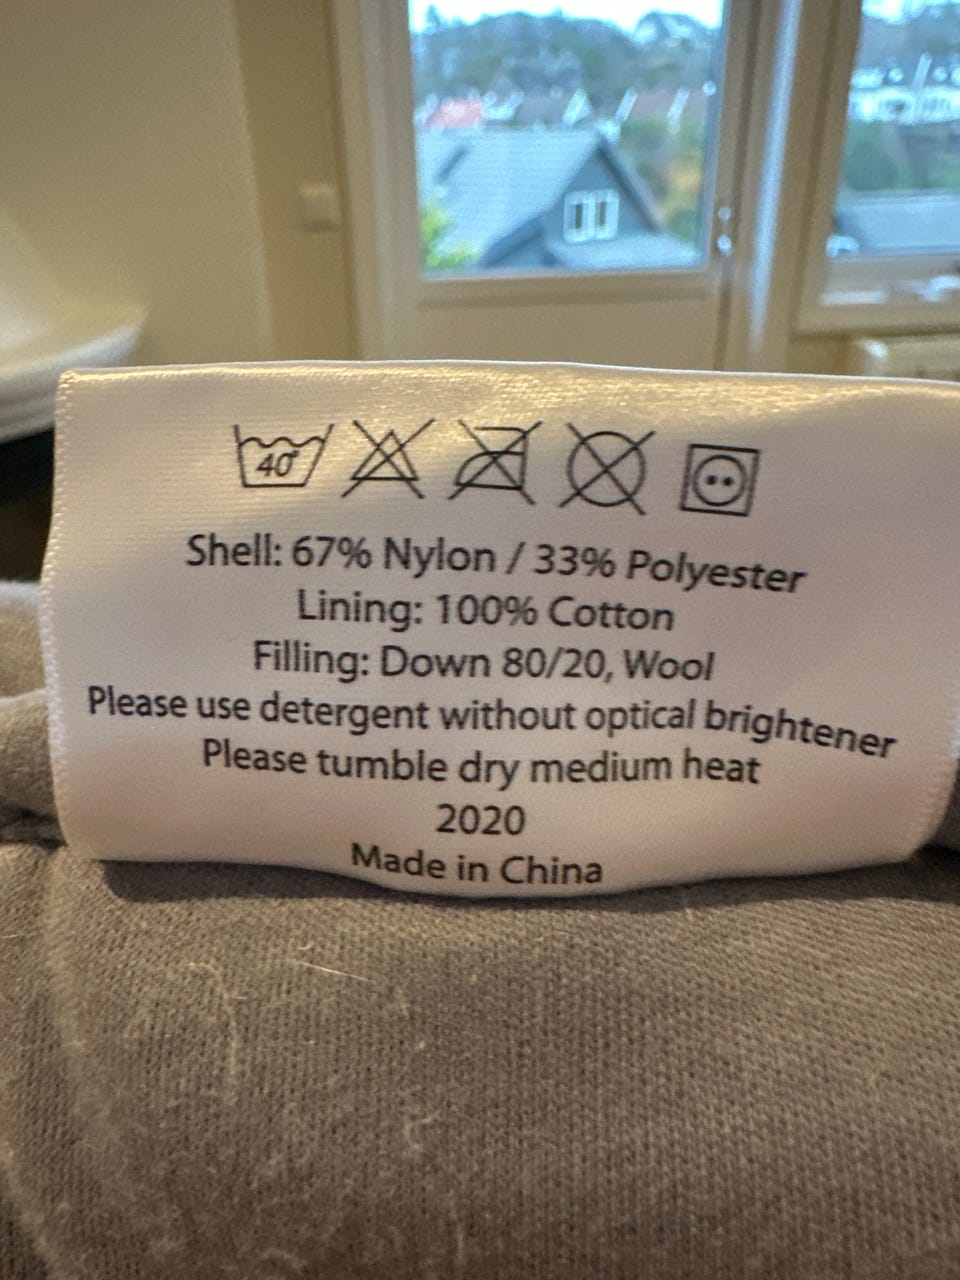 40°
Shell: 67% Nylon / 33% Polyester
Lining: 100% Cotton
Filling: Down 80/20, Wool
Please use detergent without optical brightener
Please tumble dry medium heat
2020
Made in China